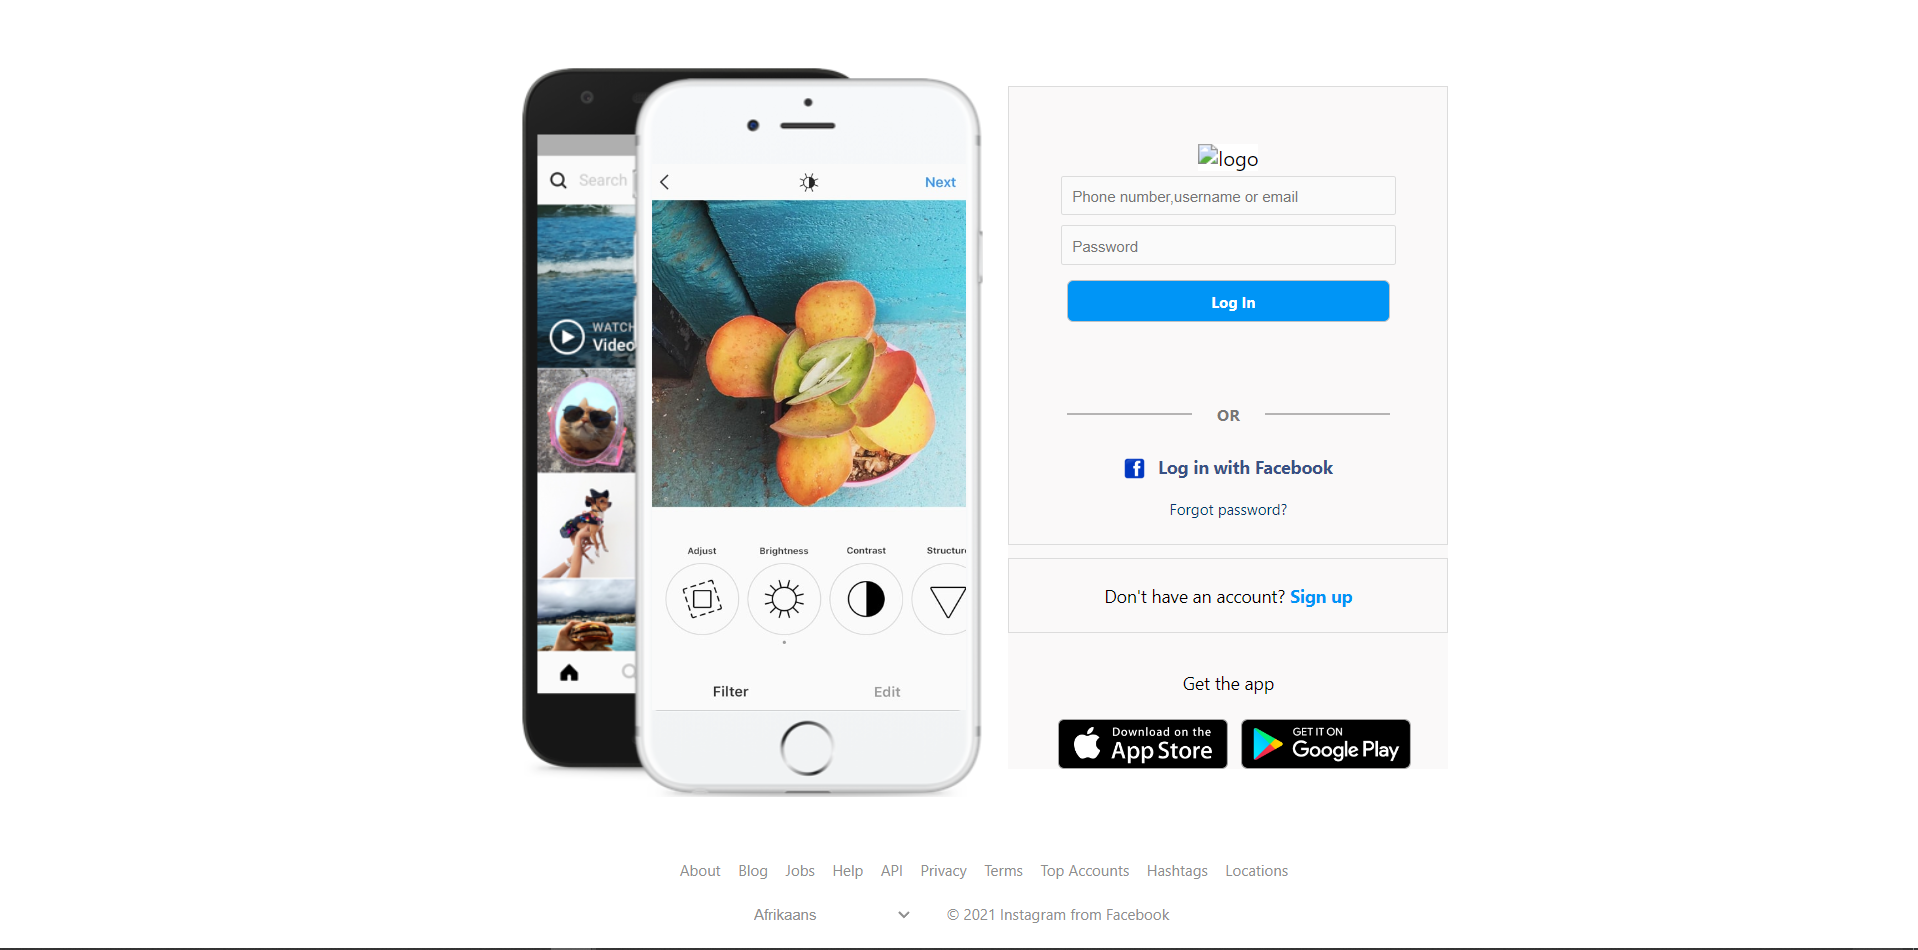 Search
WATCH
Video
Next
Adjust Brightness Contrast Structur
Filter Edit
logo
Phone number,username or email
Password
Log In
OR
Log in with Facebook
Forgot password?
Don't have an account? Sign up
Get the app
Download on the
App Store
GET IT ON
Google Play
About Blog Jobs Help API Privacy Terms Top Accounts Hashtags Locations
Afrikaans © 2021 Instagram from Facebook